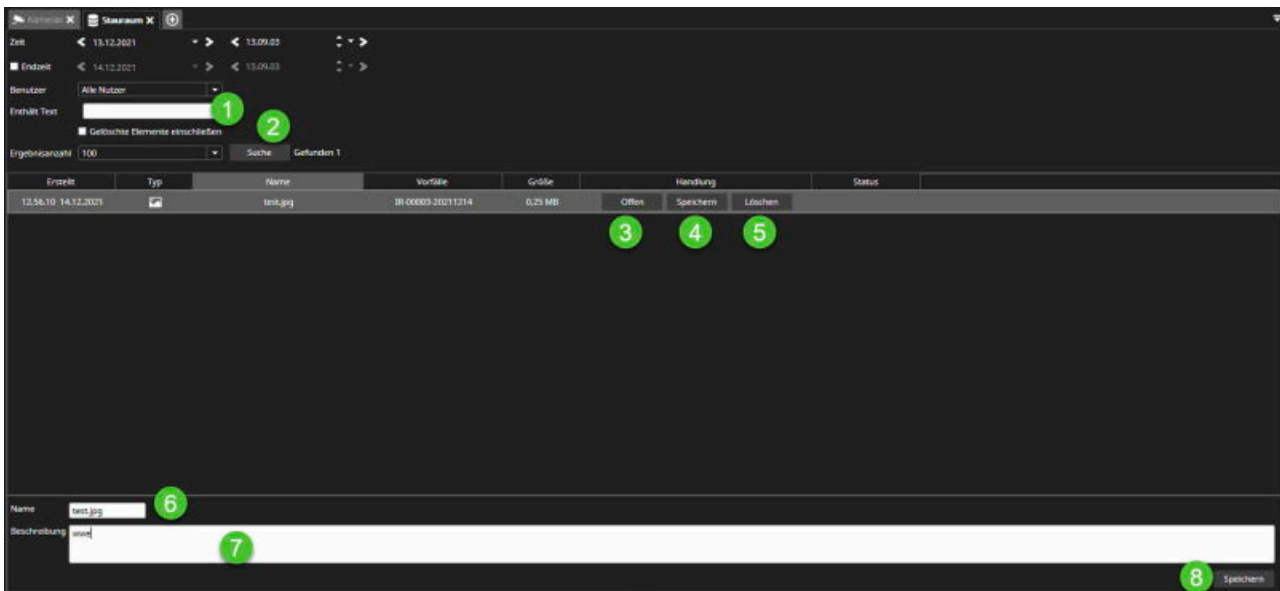 Kameras Stauraum
Zeit 13.12.2021 13.09.03
Endzeit 14.12.2021 13.09.03
Benutzer Alle Nutzer
Enthält Text 1
Gelöschte Elemente einschließen 2
Ergebnisanzahl 100 Suche Gefunden 1
Erstellt Typ Name Vorfälle Größe Handlung Status
12.56.10 14.12.2021 test.jpg IR-00003-20211214 0,25 MB Offen Speichern Löschen
3 4 5
Name test.jpg 6
Beschreibung wwe
7
8 Speichern